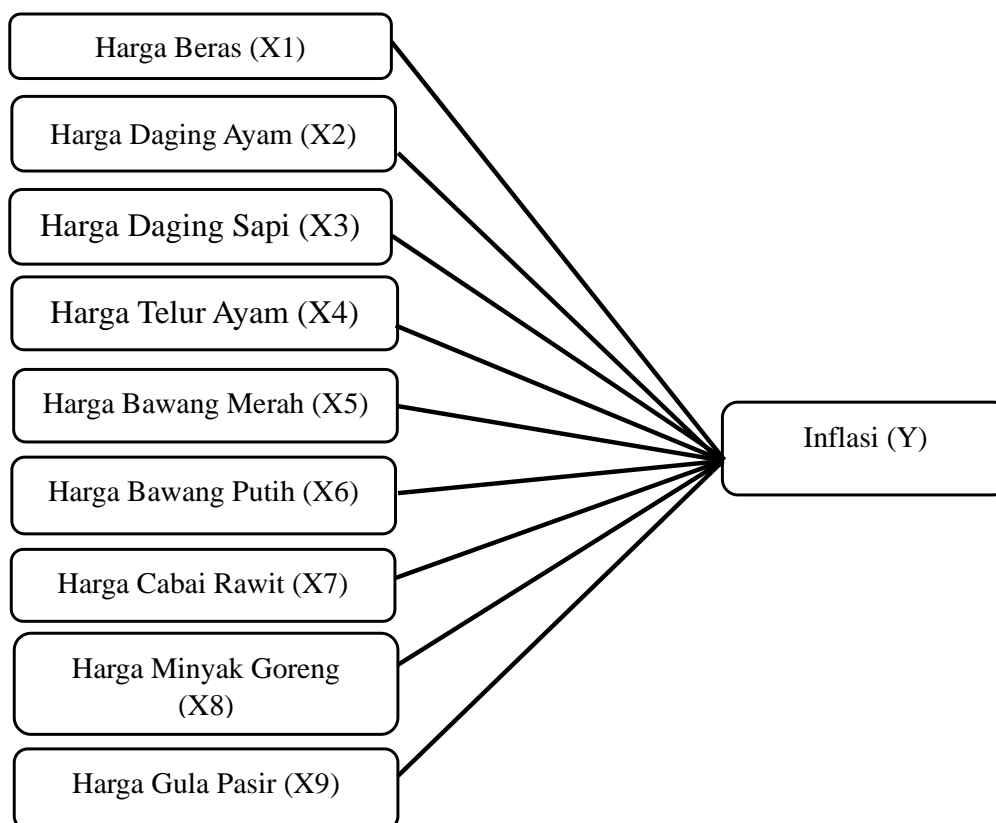 Harga Beras (X1)
Harga Daging Ayam (X2)
Harga Daging Sapi (X3)
Harga Telur Ayam (X4)
Harga Bawang Merah (X5)
Harga Bawang Putih (X6)
Harga Cabai Rawit (X7)
Harga Minyak Goreng
(X8)
Harga Gula Pasir (X9)
Inflasi (Y)